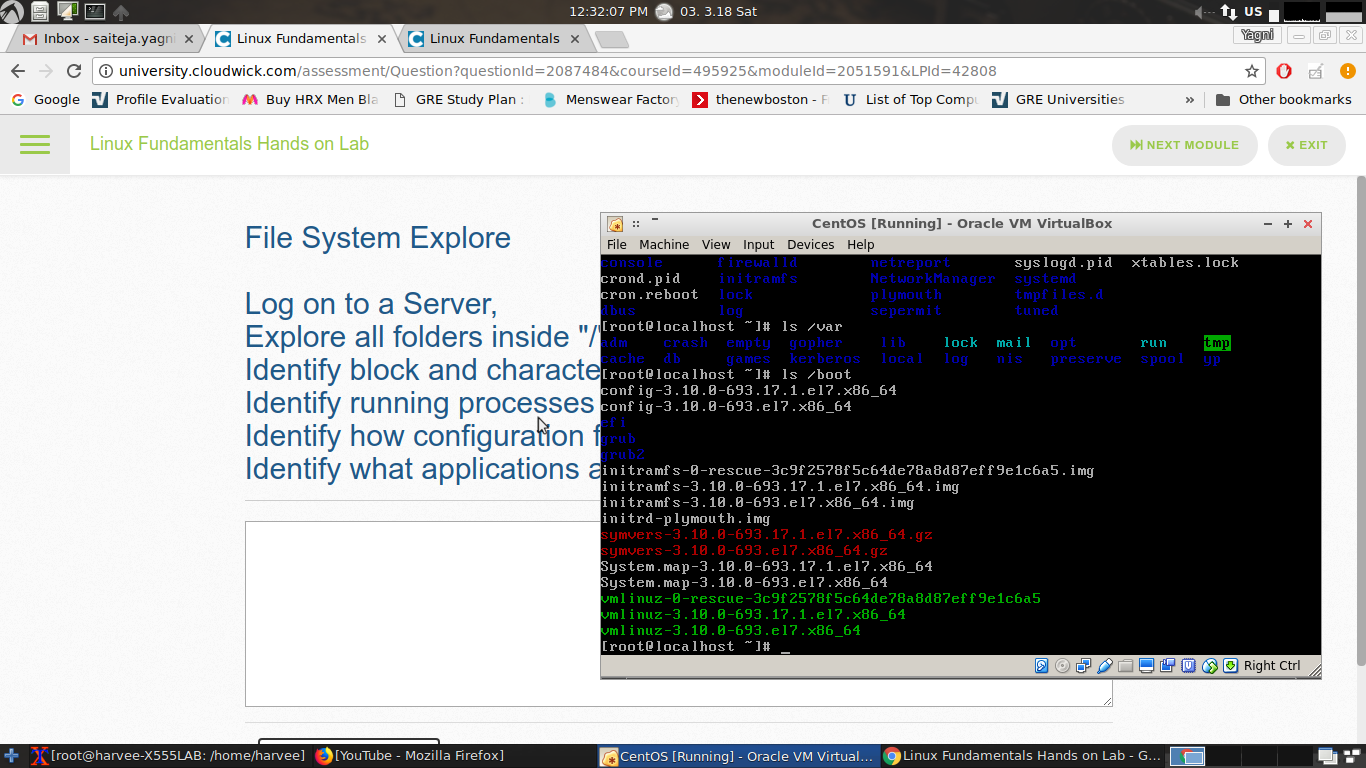 12:32:07 PM 03. 3.18 Sat US
Inbox - saiteja.yagni Linux Fundamentals Linux Fundamentals Yagni
university.cloudwick.com/assessment/Question?questionId=2087484&courseId=495925&moduleId=2051591&LPId=42808
Google Profile Evaluation Buy HRX Men Bla GRE Study Plan : Menswear Factory thenewboston - F List of Top Compu GRE Universities » Other bookmarks
Linux Fundamentals Hands on Lab NEXT MODULE EXIT
File System Explore
Log on to a Server,
Explore all folders inside "/"
Identify block and characte
Identify running processes
Identify how configuration f
Identify what applications a
CentOS [Running] - Oracle VM VirtualBox
File Machine View Input Devices Help
console firewalld netreport syslogd.pid xtables.lock
crond.pid initramfs NetworkManager systemd
cron.reboot lock plymouth tmpfiles.d
dbus log sepermit tuned
[root@localhost ~]# ls /var
adm crash empty gopher lib lock mail opt run tmp
cache db games kerberos local log nis preserve spool yp
[root@localhost ~]# ls /boot
config-3.10.0-693.17.1.el7.x86_64
config-3.10.0-693.el7.x86_64
efi
grub
grub2
initramfs-0-rescue-3c9f2578f5c64de78a8d87eff9e1c6a5.img
initramfs-3.10.0-693.17.1.el7.x86_64.img
initramfs-3.10.0-693.el7.x86_64.img
initrd-plymouth.img
symvers-3.10.0-693.17.1.el7.x86_64.gz
symvers-3.10.0-693.el7.x86_64.gz
System.map-3.10.0-693.17.1.el7.x86_64
System.map-3.10.0-693.el7.x86_64
vmlinuz-0-rescue-3c9f2578f5c64de78a8d87eff9e1c6a5
vmlinuz-3.10.0-693.17.1.el7.x86_64
vmlinuz-3.10.0-693.el7.x86_64
[root@localhost ~]# _
Right Ctrl
[root@harvee-X555LAB: /home/harvee] [YouTube - Mozilla Firefox] CentOS [Running] - Oracle VM Virtual... Linux Fundamentals Hands on Lab - G...